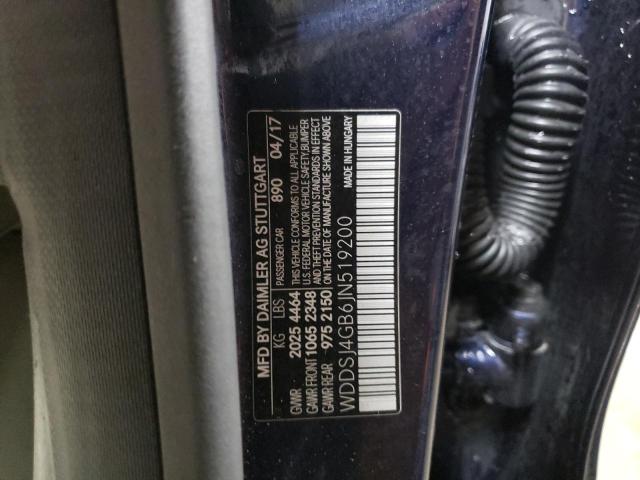 MFD BY DAIMLER AG STUTTGART
KG LBS PASSENGER CAR 890 04/17
GVWR 2025 4464 THIS VEHICLE CONFORMS TO ALL APPLICABLE
GAWR FRONT 1065 2348 U.S. FEDERAL MOTOR VEHICLE SAFETY, BUMPER
AND THEFT PREVENTION STANDARDS IN EFFECT
GAWR REAR 975 2150 ON THE DATE OF MANUFACTURE SHOWN ABOVE
WDDSJ4GB6JN519200
MADE IN HUNGARY